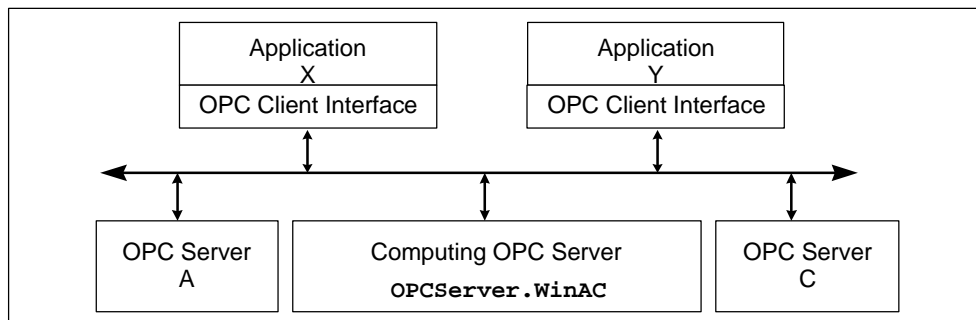 Application
X
OPC Client Interface
Application
Y
OPC Client Interface
OPC Server
A
Computing OPC Server
OPCServer.WinAC
OPC Server
C